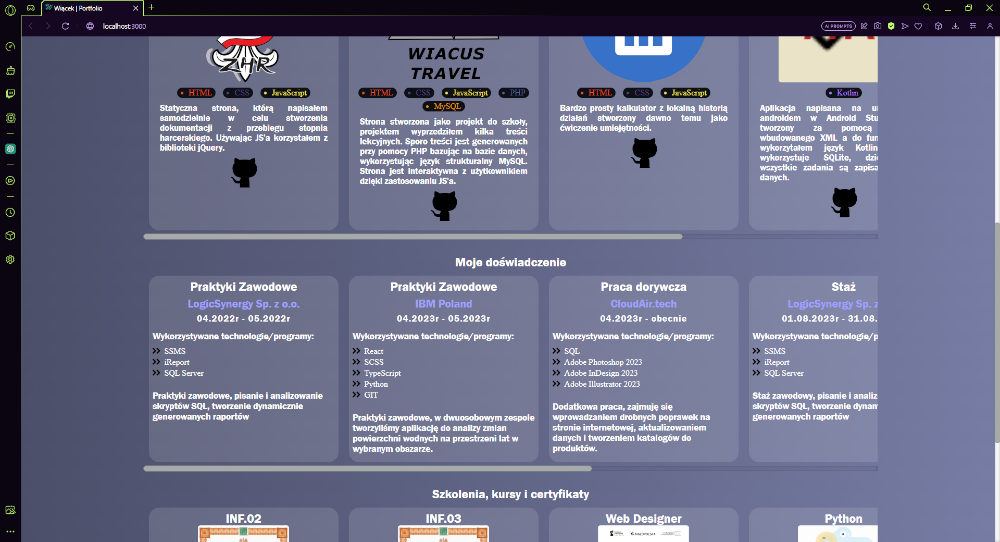 Wiącek | Portfolio
localhost:3000
AI PROMPTS
ZHR
WIACUS
TRAVEL
HTML CSS JavaScript
HTML CSS JavaScript PHP
MySQL
HTML CSS JavaScript
Kotlin
Statyczna strona, którą napisałem
samodzielnie w celu stworzenia
dokumentacji z przebiegu stopnia
harcerskiego. Używając JS'a korzystałem z
biblioteki jQuery.
Strona stworzona jako projekt do szkoły,
projektem wyprzedziłem kilka treści
lekcyjnych. Sporo treści jest generowanych
przy pomocy PHP bazując na bazie danych,
wykorzystując język strukturalny MySQL.
Strona jest interaktywna z użytkownikiem
dzięki zastosowaniu JS'a.
Bardzo prosty kalkulator z lokalną historią
działań stworzony dawno temu jako
ćwiczenie umiejętności.
Aplikacja napisana na u
androidem w Android Stu
tworzony za pomocą
wbudowanego XML a do fun
wykorzytałem język Kotlin
wykorzystuje SQLite, dzie
wszystkie zadania są zapisa
danych.
Moje doświadczenie
Praktyki Zawodowe
LogicSynergy Sp. z o.o.
04.2022r - 05.2022r
Wykorzystywane technologie/programy:
SSMS
iReport
SQL Server
Praktyki zawodowe, pisanie i analizowanie
skryptów SQL, tworzenie dynamicznie
generowanych raportów
Praktyki Zawodowe
IBM Poland
04.2023r - 05.2023r
Wykorzystywane technologie/programy:
React
SCSS
TypeScript
Python
GIT
Praktyki zawodowe, w dwuosobowym zespole
tworzyliśmy aplikację do analizy zmian
powierzchni wodnych na przestrzeni lat w
wybranym obszarze.
Praca dorywcza
CloudAir.tech
04.2023r - obecnie
Wykorzystywane technologie/programy:
SQL
Adobe Photoshop 2023
Adobe InDesign 2023
Adobe Illustrator 2023
Dodatkowa praca, zajmuję się
wprowadzaniem drobnych poprawek na
stronie internetowej, aktualizowaniem
danych i tworzeniem katalogów do
produktów.
Staż
LogicSynergy Sp. z
01.08.2023r - 31.08.
Wykorzystywane technologie/pro
SSMS
iReport
SQL Server
Staż zawodowy, pisanie i analiz
skryptów SQL, tworzenie dynam
generowanych raportów
Szkolenia, kursy i certyfikaty
INF.02
INF.03
Web Designer
Python